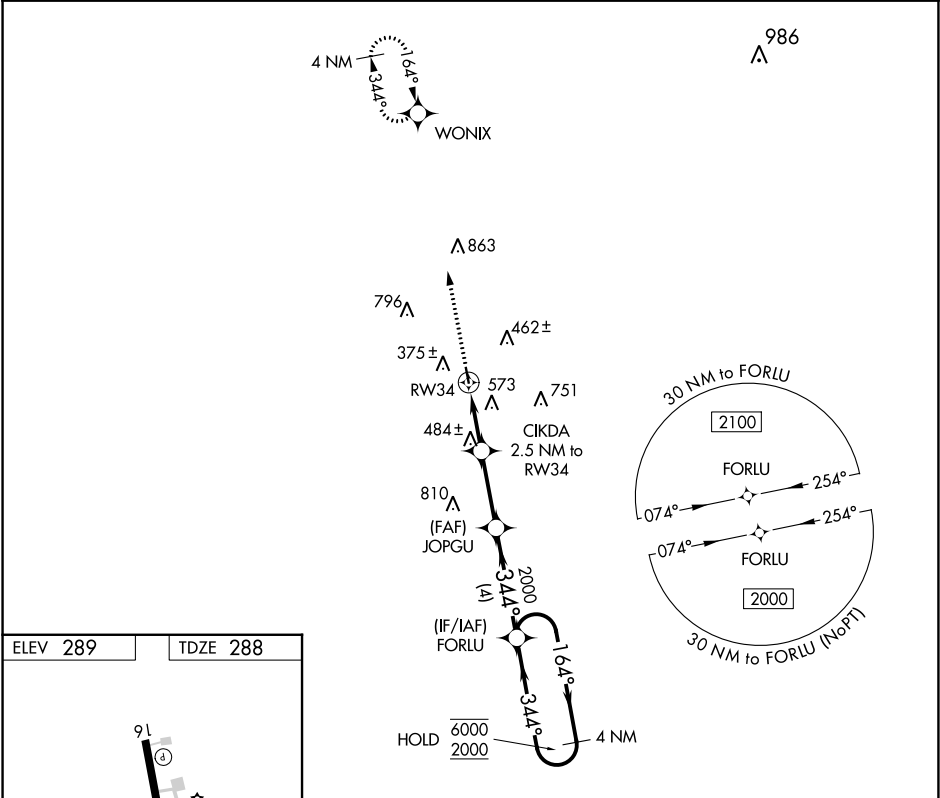 986
4 NM
344°
164°
WONIX
863
796
462±
375±
RW34
573
751
484±
CIKDA
2.5 NM to
RW34
810
(FAF)
JOPGU
344°
2000
(4)
(IF/IAF)
FORLU
164°
344°
HOLD
6000
2000
4 NM
30 NM to FORLU
2100
FORLU
254°
074°
254°
074°
FORLU
2000
30 NM to FORLU (NoPT)
ELEV 289
TDZE 288
16
P